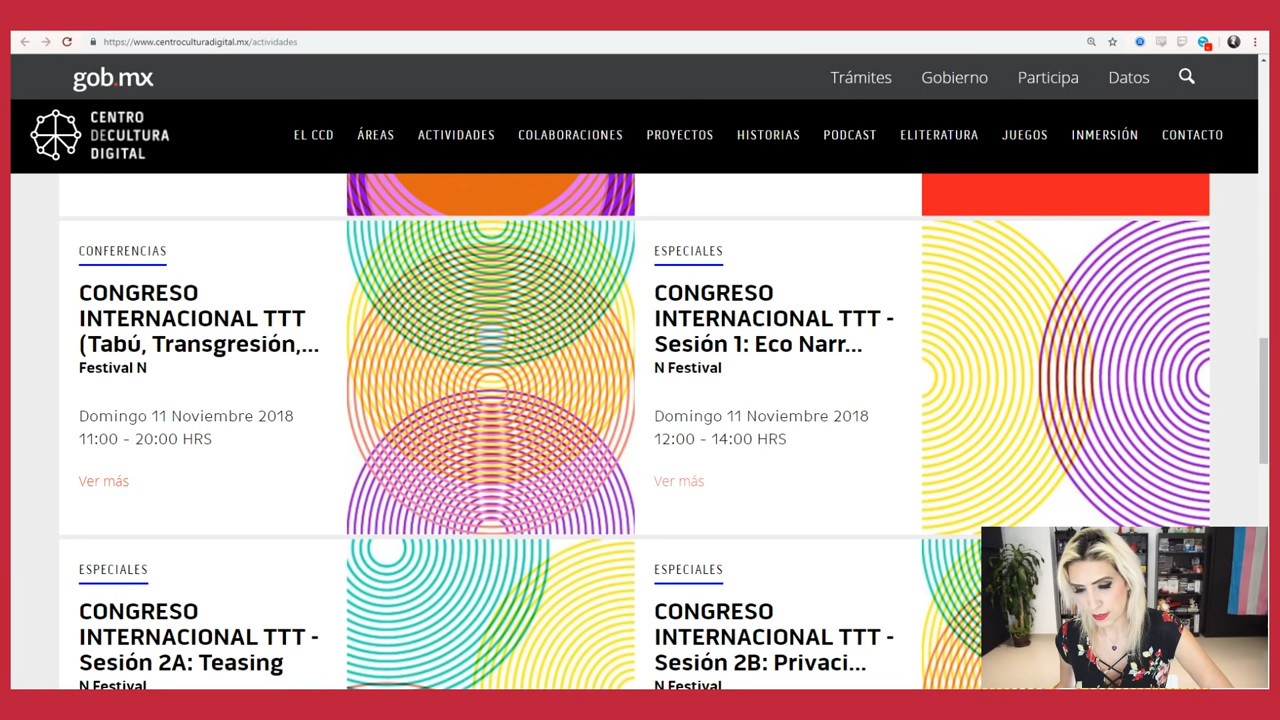 https://www.centroculturadigital.mx/actividades
gob.mx
Trámites Gobierno Participa Datos
CENTRO
DECULTURA
DIGITAL
EL CCD ÁREAS ACTIVIDADES COLABORACIONES PROYECTOS HISTORIAS PODCAST ELITERATURA JUEGOS INMERSIÓN CONTACTO
CONFERENCIAS
CONGRESO
INTERNACIONAL TTT
(Tabú, Transgresión,...
Festival N
Domingo 11 Noviembre 2018
11:00 - 20:00 HRS
Ver más
ESPECIALES
CONGRESO
INTERNACIONAL TTT -
Sesión 1: Eco Narr...
N Festival
Domingo 11 Noviembre 2018
12:00 - 14:00 HRS
Ver más
ESPECIALES
CONGRESO
INTERNACIONAL TTT -
Sesión 2A: Teasing
N Festival
ESPECIALES
CONGRESO
INTERNACIONAL TTT -
Sesión 2B: Privaci...
N Festival